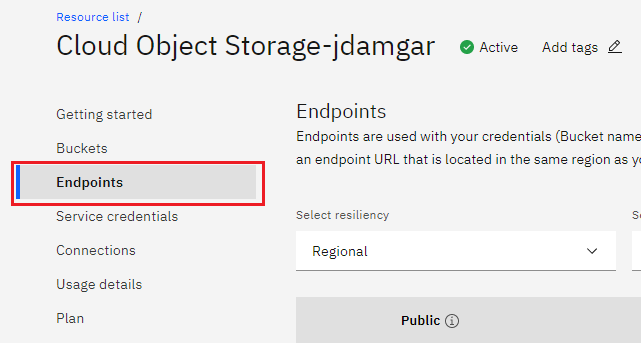 Resource list /
Cloud Object Storage-jdamgar
Active
Add tags
Getting started
Buckets
Endpoints
Service credentials
Connections
Usage details
Plan
Endpoints
Endpoints are used with your credentials (Bucket name
an endpoint URL that is located in the same region as
Select resiliency
Regional
Public